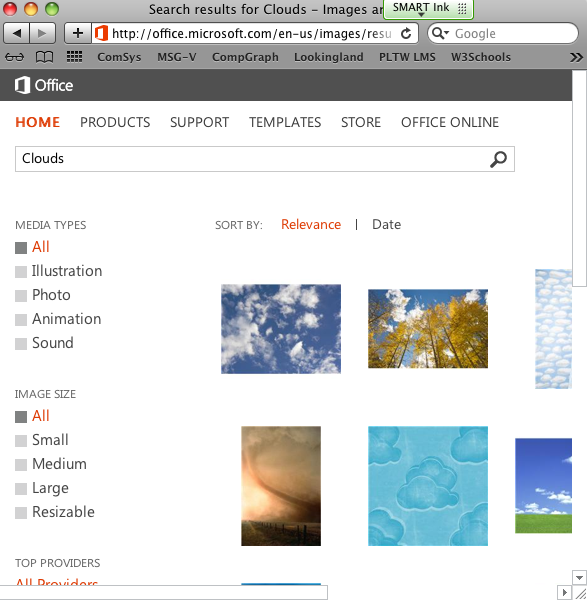 Search results for Clouds – Images an
SMART Ink
http://office.microsoft.com/en-us/images/resu
Google
ComSys MSG-V CompGraph Lookingland PLTW LMS W3Schools
Office
HOME PRODUCTS SUPPORT TEMPLATES STORE OFFICE ONLINE
Clouds
MEDIA TYPES
All
Illustration
Photo
Animation
Sound
SORT BY: Relevance | Date
IMAGE SIZE
All
Small
Medium
Large
Resizable
TOP PROVIDERS
All Providers